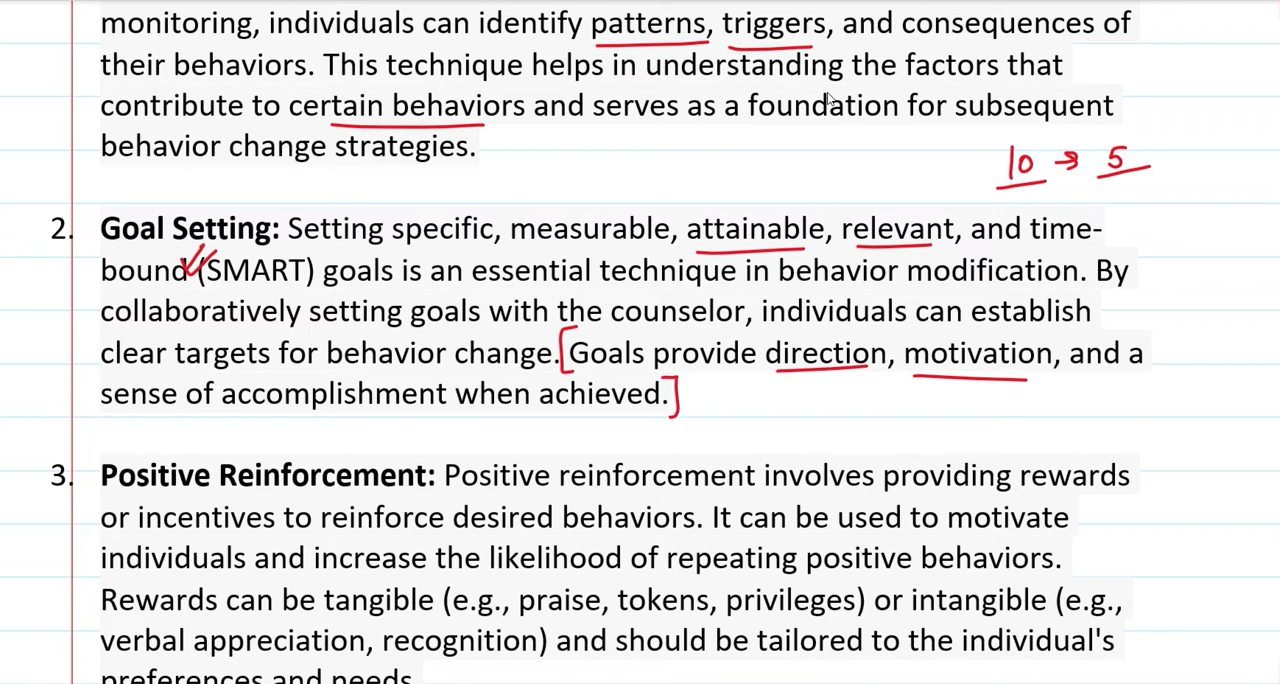 monitoring, individuals can identify patterns, triggers, and consequences of
their behaviors. This technique helps in understanding the factors that
contribute to certain behaviors and serves as a foundation for subsequent
behavior change strategies.
10 → 5
2. Goal Setting: Setting specific, measurable, attainable, relevant, and time-
bound (SMART) goals is an essential technique in behavior modification. By
collaboratively setting goals with the counselor, individuals can establish
clear targets for behavior change. [Goals provide direction, motivation, and a
sense of accomplishment when achieved.]
3. Positive Reinforcement: Positive reinforcement involves providing rewards
or incentives to reinforce desired behaviors. It can be used to motivate
individuals and increase the likelihood of repeating positive behaviors.
Rewards can be tangible (e.g., praise, tokens, privileges) or intangible (e.g.,
verbal appreciation, recognition) and should be tailored to the individual's
preferences and needs.